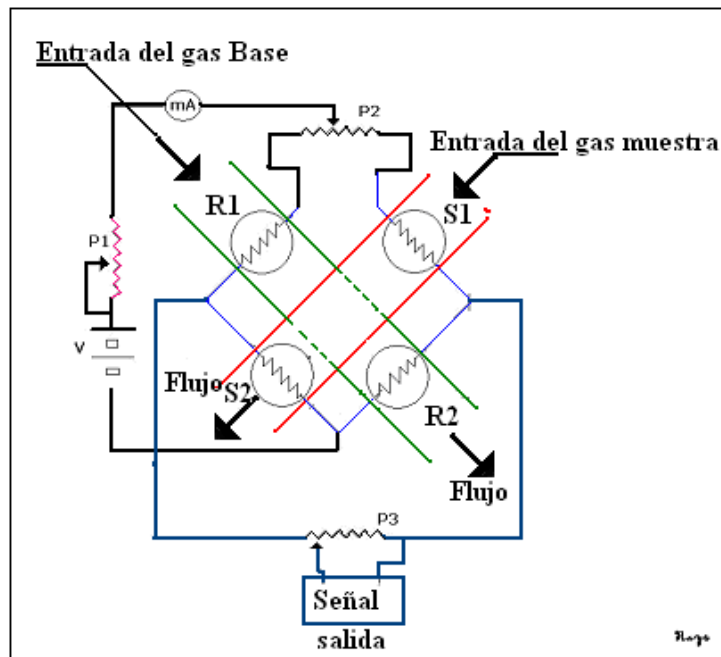 Entrada del gas Base
mA
P2
Entrada del gas muestra
R1
S1
P1
V
Flujo
S2
R2
Flujo
P3
Señal
salida